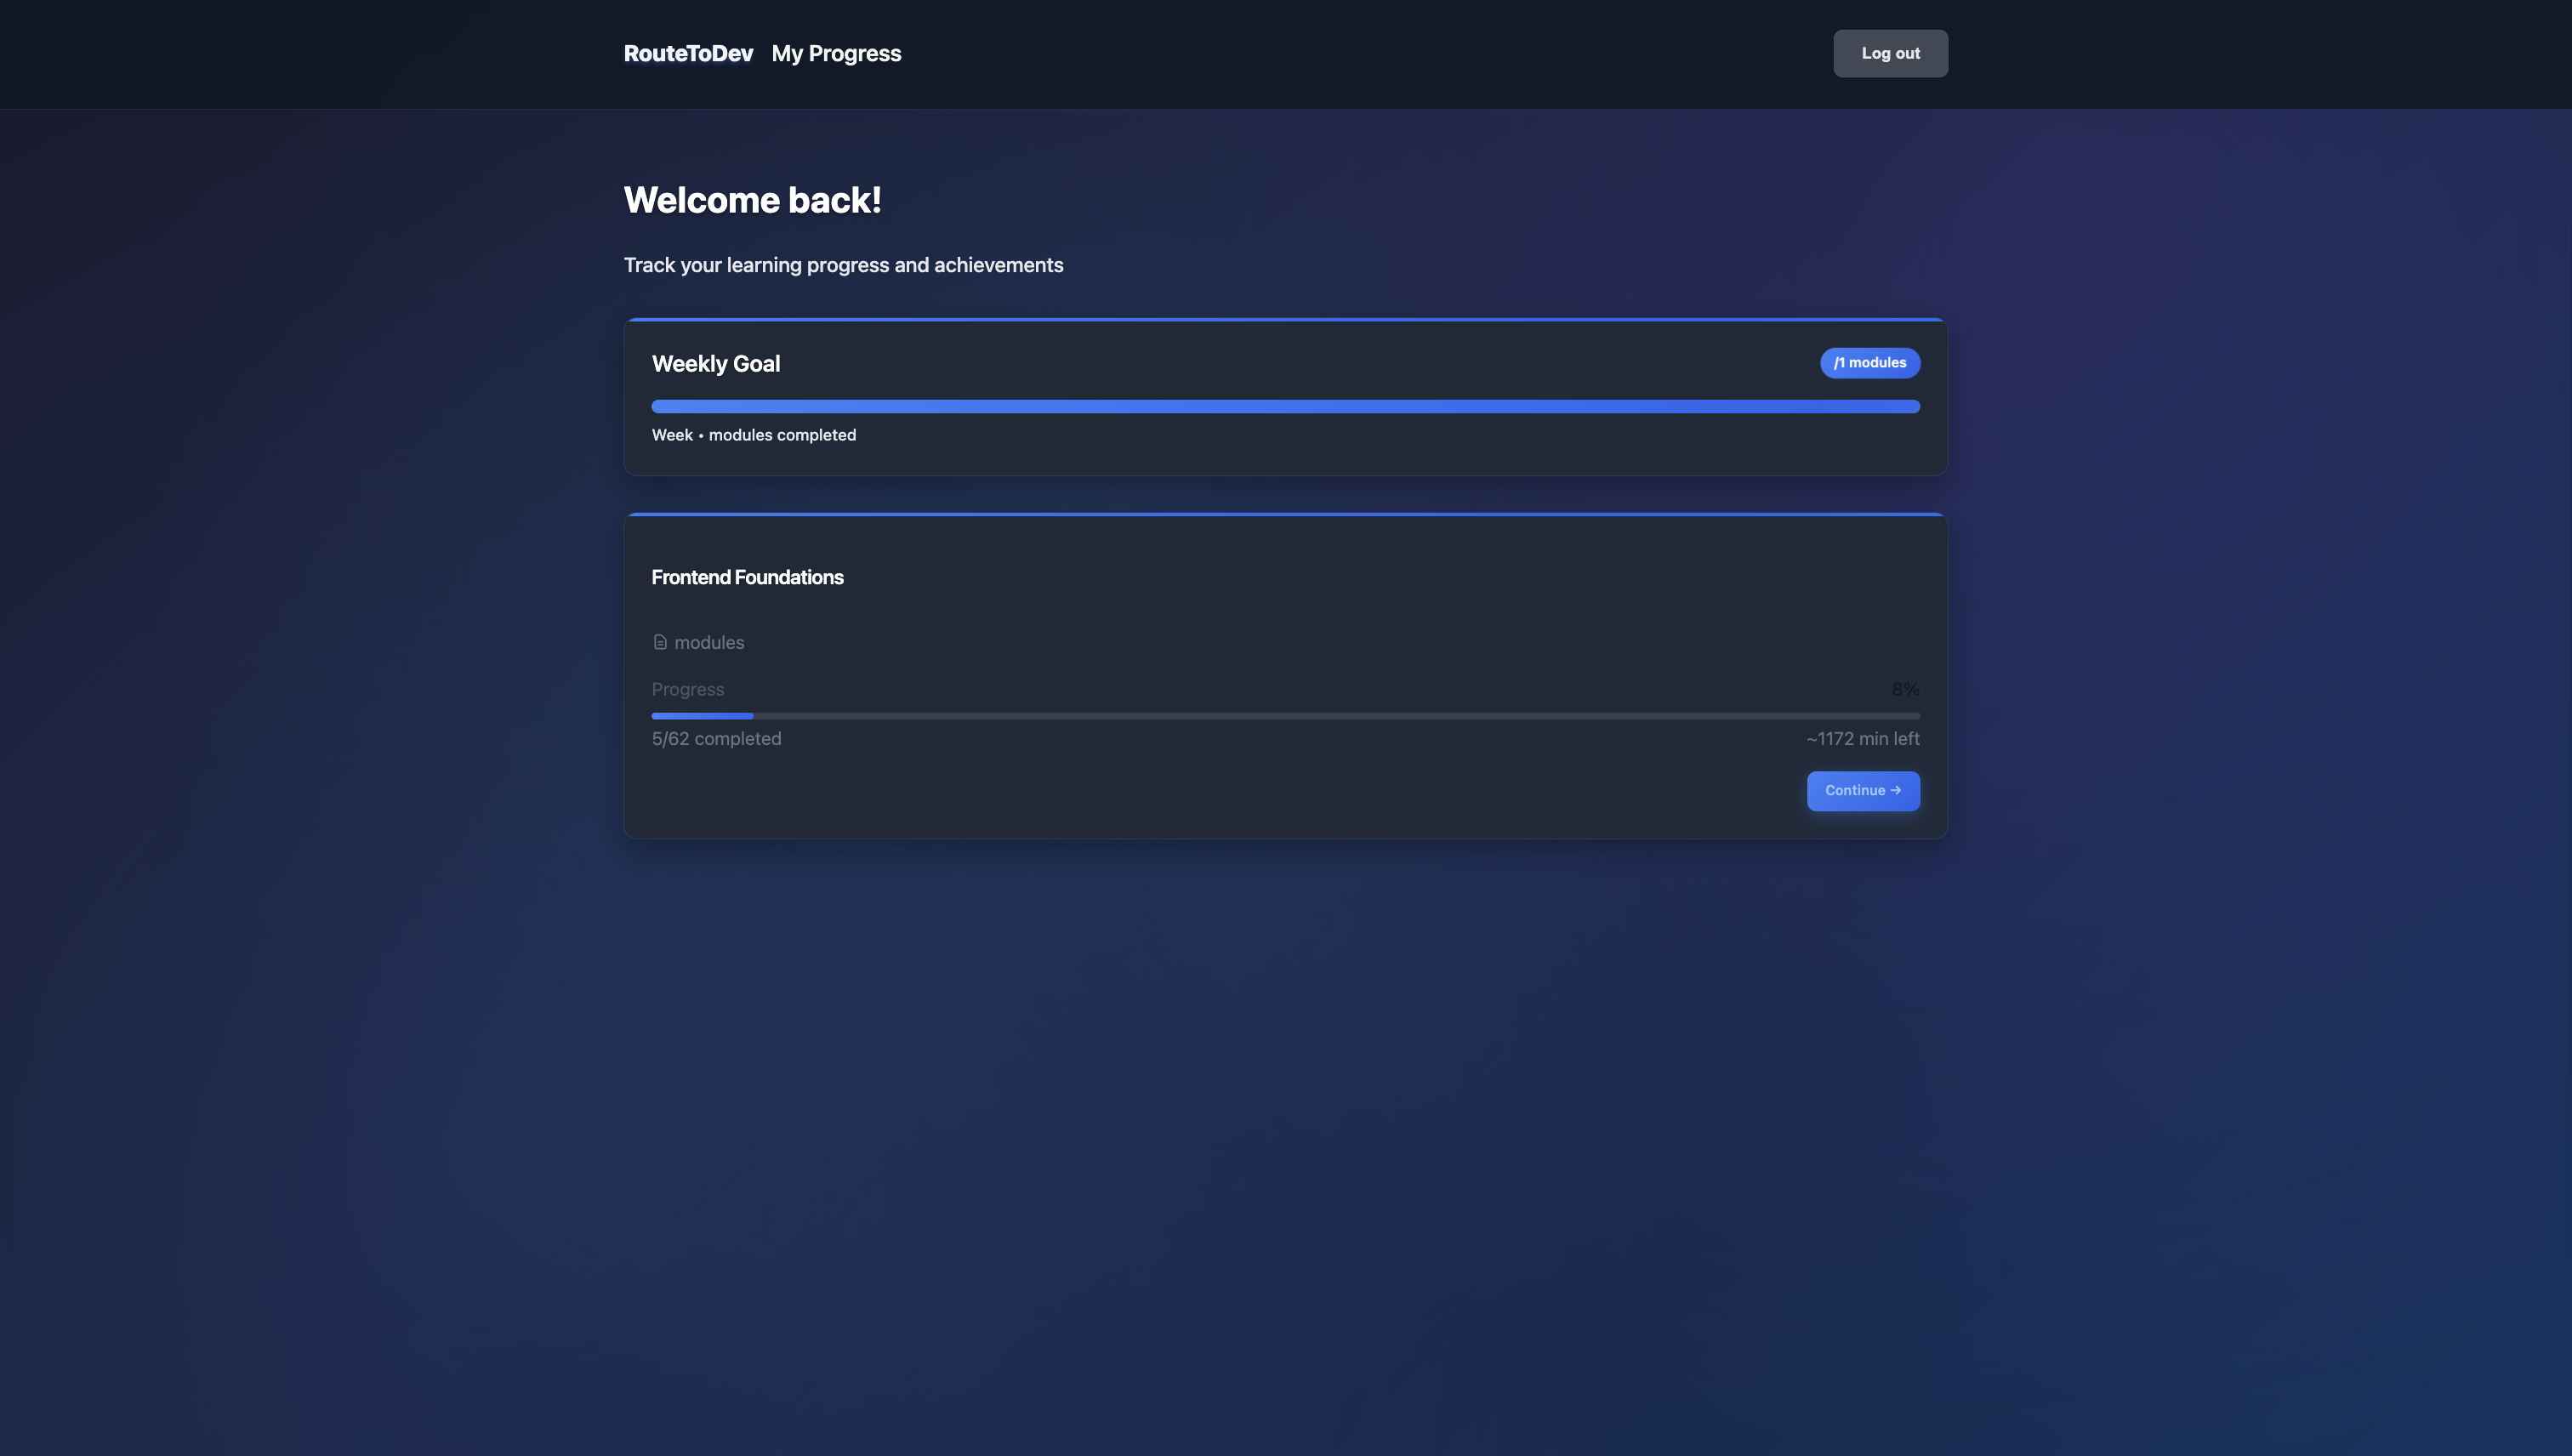 RouteToDev My Progress Log out
Welcome back!
Track your learning progress and achievements
Weekly Goal /1 modules
Week • modules completed
Frontend Foundations
modules
Progress 8%
5/62 completed ~1172 min left
Continue →